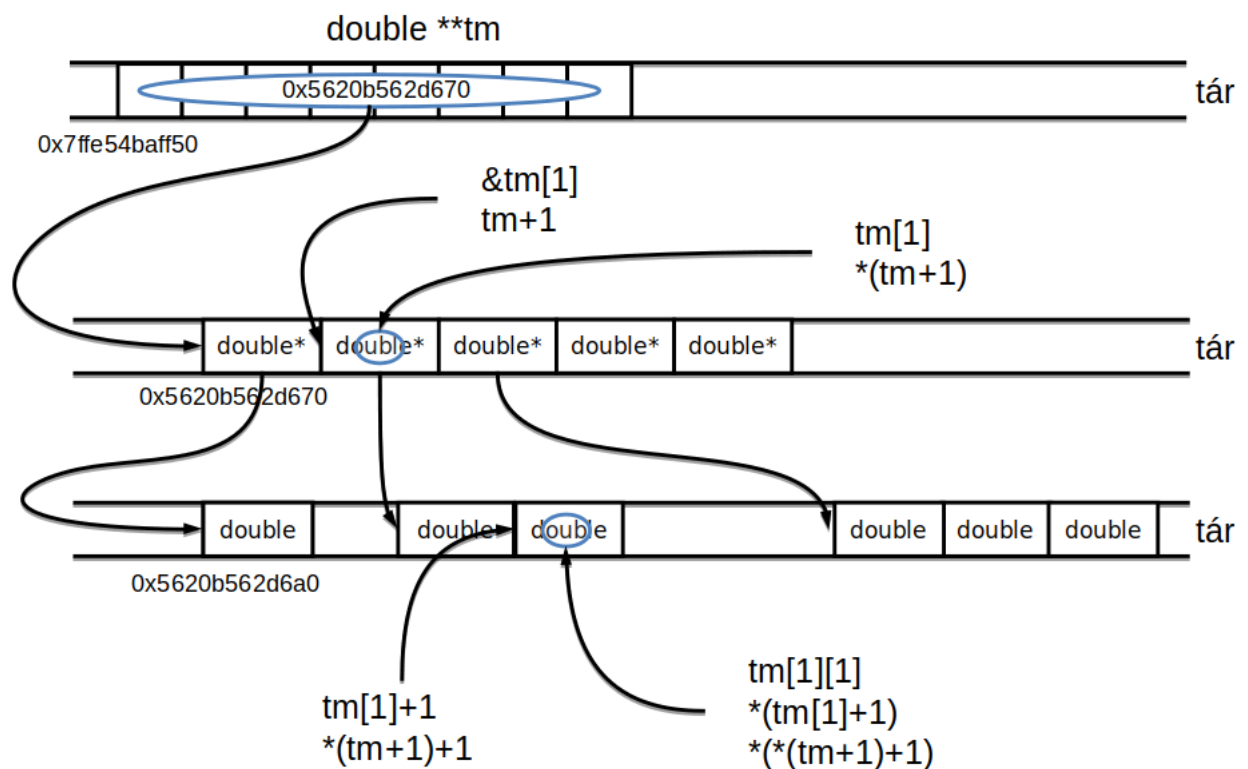 double **tm
0x5620b562d670
tár
0x7ffe54baff50
&tm[1]
tm+1
tm[1]
*(tm+1)
double* double* double* double* double*
tár
0x5620b562d670
double double double double double double
tár
0x5620b562d6a0
tm[1]+1
*(tm+1)+1
tm[1][1]
*(tm[1]+1)
*(*(tm+1)+1)